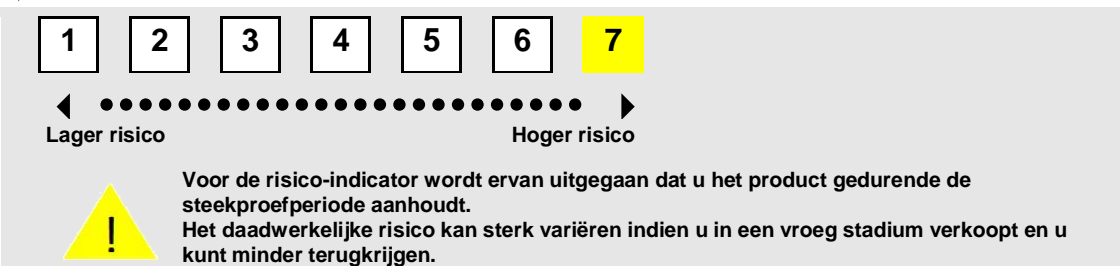 1 2 3 4 5 6 7
Lager risico Hoger risico
!
Voor de risico-indicator wordt ervan uitgegaan dat u het product gedurende de
steekproefperiode aanhoudt.
Het daadwerkelijke risico kan sterk variëren indien u in een vroeg stadium verkoopt en u
kunt minder terugkrijgen.